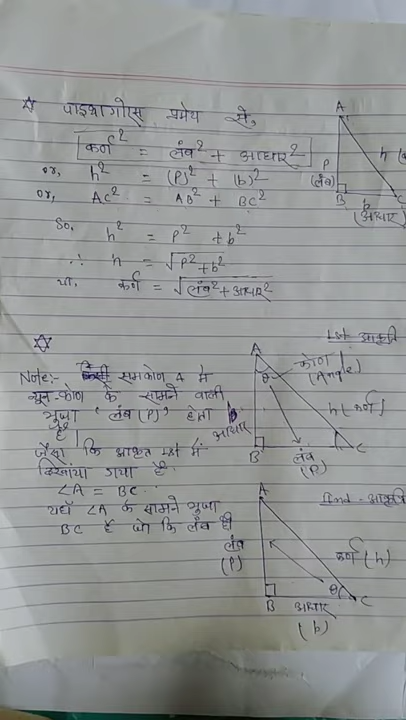 ☆ पाइथागोरस प्रमेय से,
कर्ण² = लंब² + आधार²
or, h² = (P)² + (b)²
or, AC² = AB² + BC²
So, h² = P² + b²
∴ h = √P²+b²
या, कर्ण = √लंब²+आधार²
A
P
(लंब)
B
b
(आधार)
C
h
Note:- समकोण Δ में
न्यून कोण के सामने वाली
भुजा 'लंब (P)' होता
है|
जैसा कि आकृति Ist में
दिखाया गया है
∠A = BC
यहाँ ∠A के सामने भुजा
BC है जो कि लंब है
Ist आकृति
A
θ
कोण
(Angle)
h (कर्ण)
आधार
b
B
लंब
(P)
C
IInd - आकृति
A
लंब
(P)
कर्ण (h)
B
आधार
(b)
θ
C